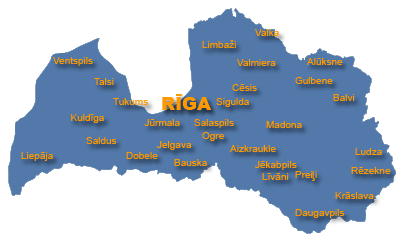 Valka
Limbaži
Ventspils
Valmiera
Alūksne
Talsi
Cēsis
Gulbene
Tukums
RĪGA
Sigulda
Balvi
Kuldīga
Jūrmala
Salaspils
Madona
Ogre
Saldus
Jelgava
Aizkraukle
Liepāja
Dobele
Bauska
Ludza
Jēkabpils
Līvāni
Preiļi
Rēzekne
Krāslava
Daugavpils